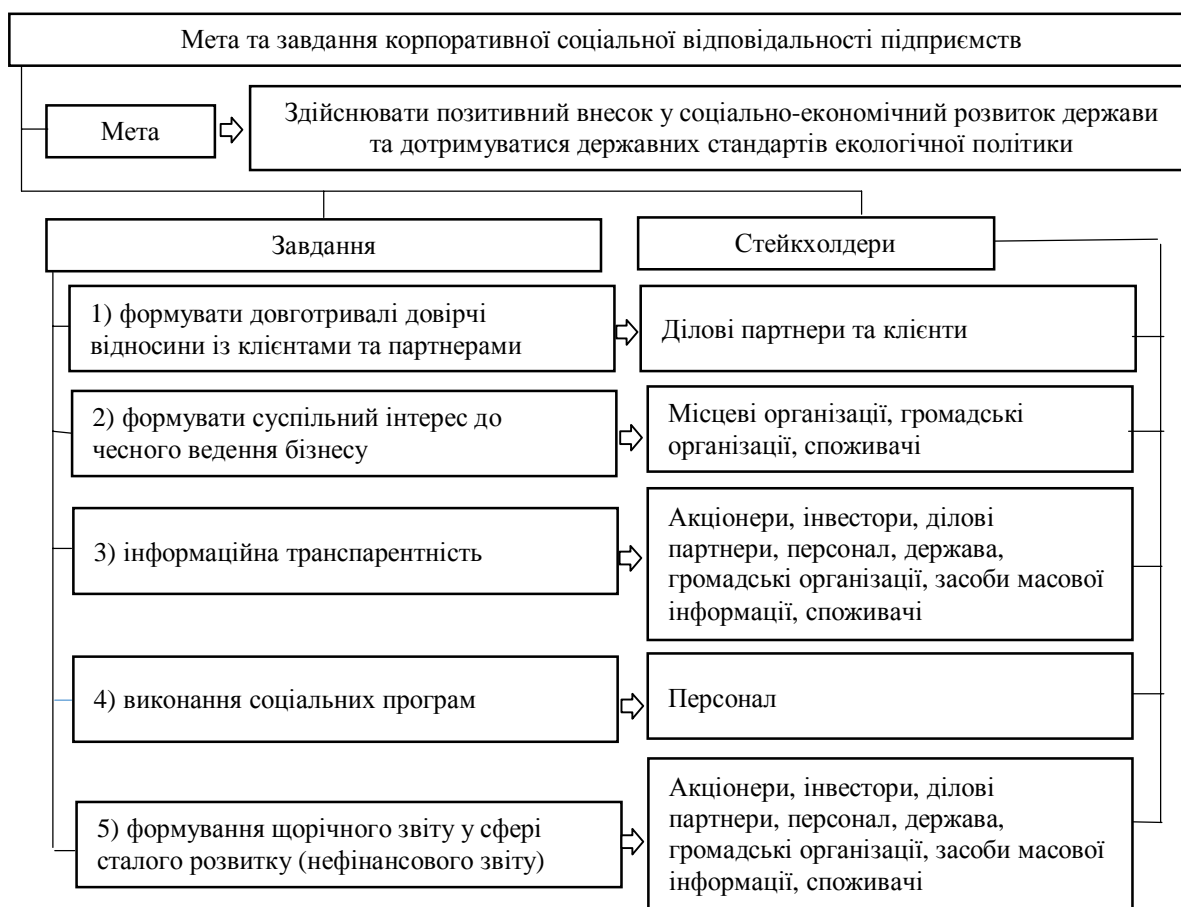 Мета та завдання корпоративної соціальної відповідальності підприємств
Мета
Здійснювати позитивний внесок у соціально-економічний розвиток держави
та дотримуватися державних стандартів екологічної політики
Завдання
Стейкхолдери
1) формувати довготривалі довірчі
відносини із клієнтами та партнерами
Ділові партнери та клієнти
2) формувати суспільний інтерес до
чесного ведення бізнесу
Місцеві організації, громадські
організації, споживачі
3) інформаційна транспарентність
Акціонери, інвестори, ділові
партнери, персонал, держава,
громадські організації, засоби масової
інформації, споживачі
4) виконання соціальних програм
Персонал
5) формування щорічного звіту у сфері
сталого розвитку (нефінансового звіту)
Акціонери, інвестори, ділові
партнери, персонал, держава,
громадські організації, засоби масової
інформації, споживачі